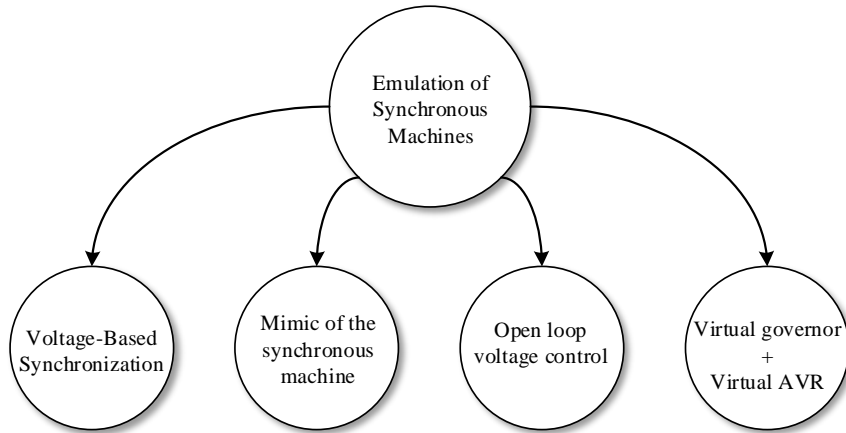 Emulation of
Synchronous
Machines
Voltage-Based
Synchronization
Mimic of the
synchronous
machine
Open loop
voltage control
Virtual governor
+
Virtual AVR